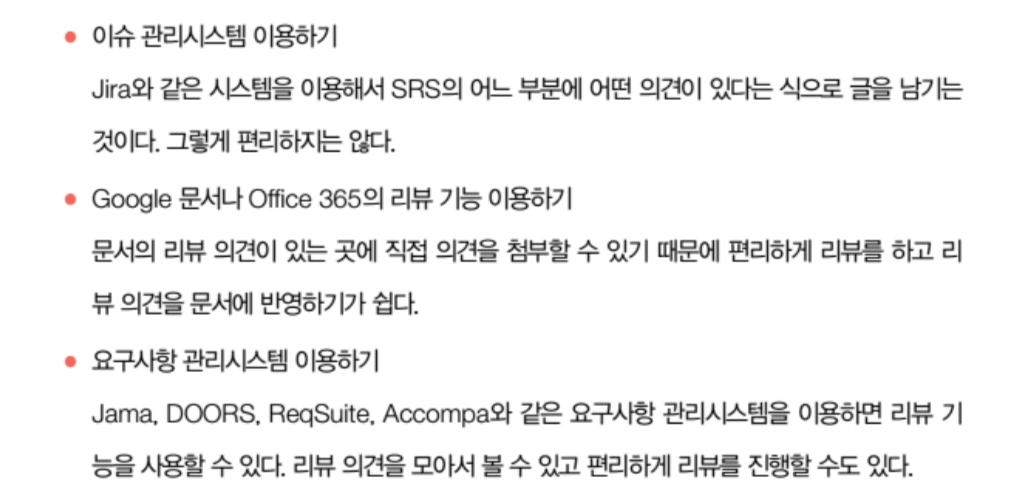 • 이슈 관리시스템 이용하기
Jira와 같은 시스템을 이용해서 SRS의 어느 부분에 어떤 의견이 있다는 식으로 글을 남기는
것이다. 그렇게 편리하지는 않다.
• Google 문서나 Office 365의 리뷰 기능 이용하기
문서의 리뷰 의견이 있는 곳에 직접 의견을 첨부할 수 있기 때문에 편리하게 리뷰를 하고 리
뷰 의견을 문서에 반영하기가 쉽다.
• 요구사항 관리시스템 이용하기
Jama, DOORS, ReqSuite, Accompa와 같은 요구사항 관리시스템을 이용하면 리뷰 기
능을 사용할 수 있다. 리뷰 의견을 모아서 볼 수 있고 편리하게 리뷰를 진행할 수도 있다.